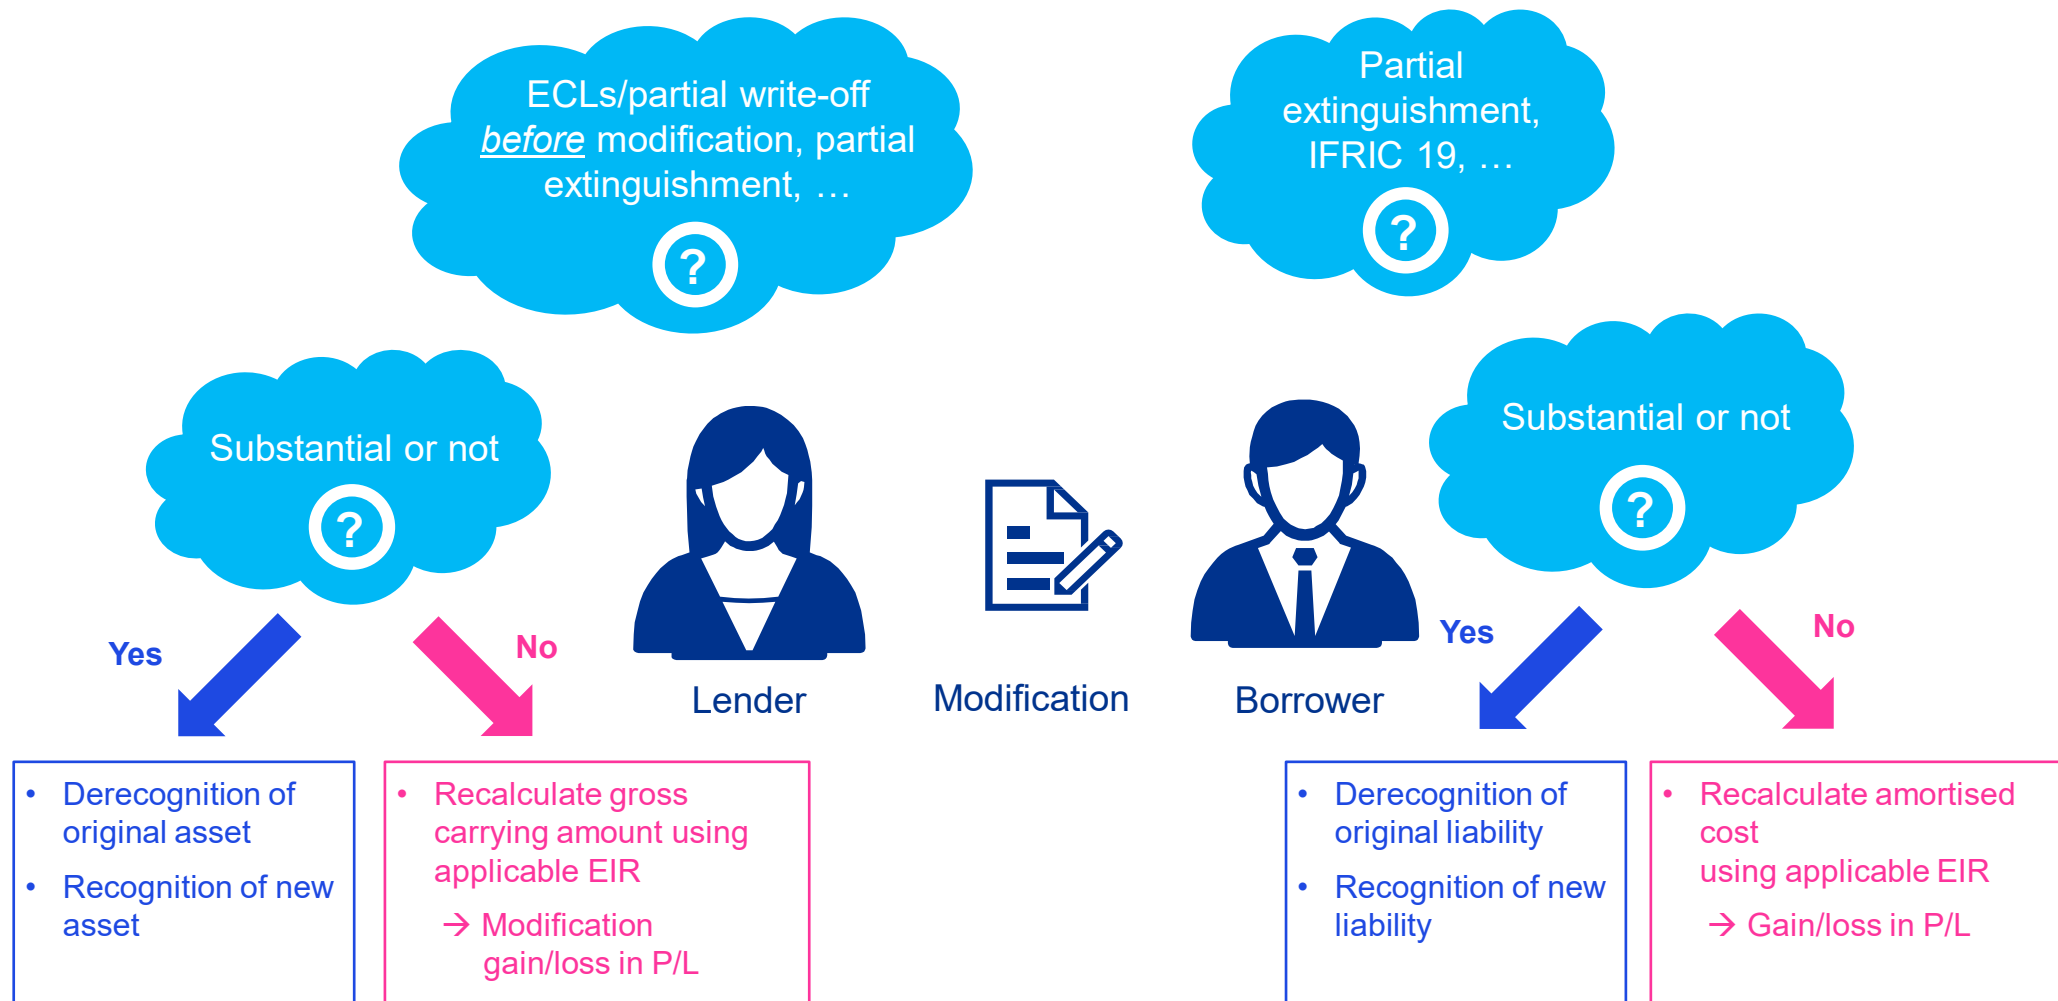 ECLs/partial write-off
before modification, partial
extinguishment, …
?
Partial
extinguishment,
IFRIC 19, …
?
Substantial or not
?
Substantial or not
?
Yes
No
Lender
Modification
Borrower
Yes
No
• Derecognition of
original asset
• Recognition of new
asset
• Recalculate gross
carrying amount using
applicable EIR
→ Modification
gain/loss in P/L
• Derecognition of
original liability
• Recognition of new
liability
• Recalculate amortised
cost
using applicable EIR
→ Gain/loss in P/L